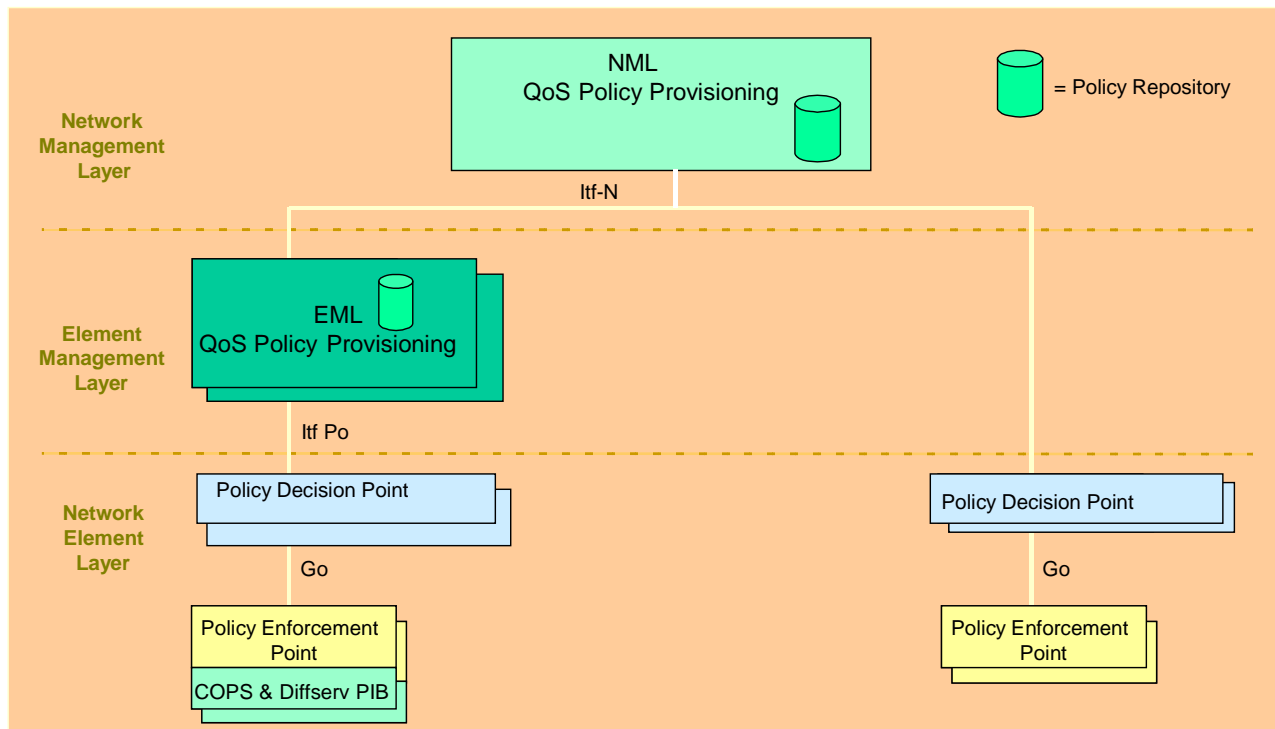 NML
QoS Policy Provisioning
= Policy Repository
Network
Management
Layer
Itf-N
EML
QoS Policy Provisioning
Element
Management
Layer
Itf Po
Policy Decision Point
Policy Decision Point
Network
Element
Layer
Go
Go
Policy Enforcement
Point
COPS & Diffserv PIB
Policy Enforcement
Point